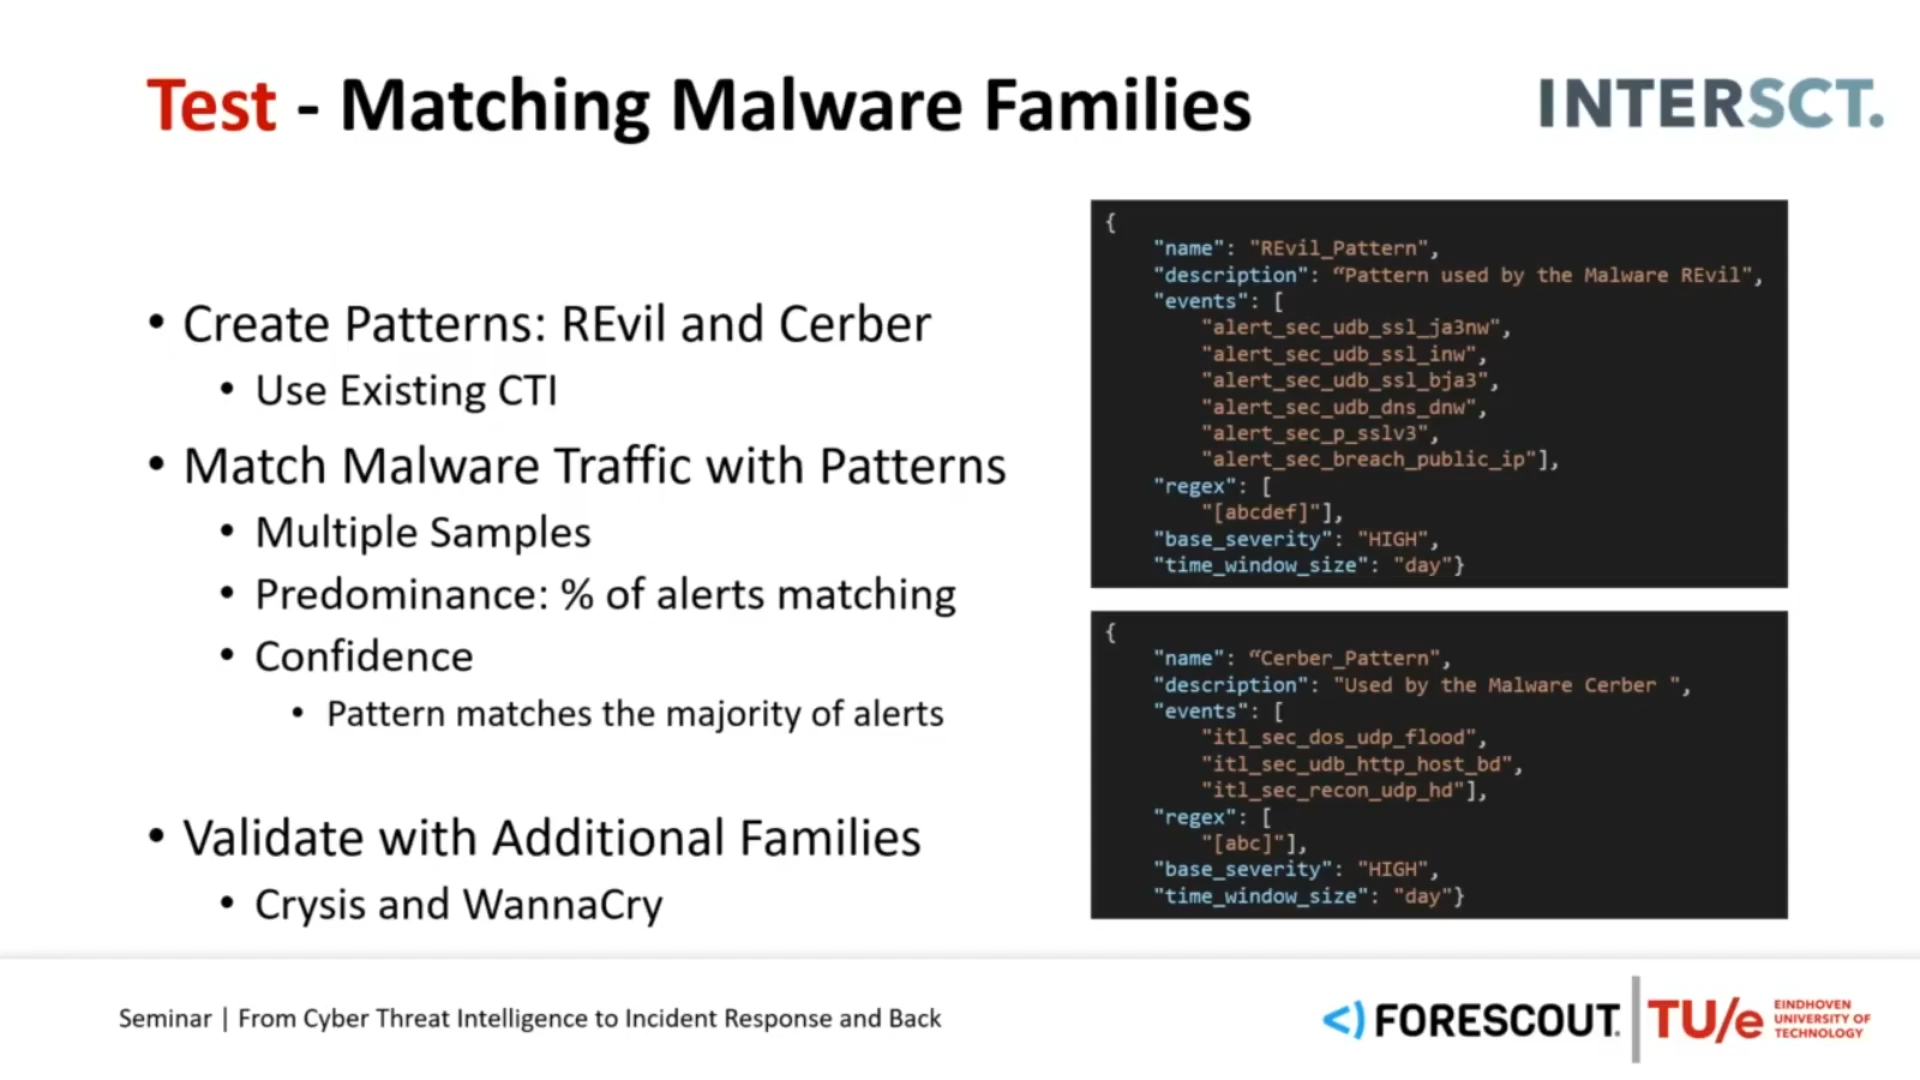 Test - Matching Malware Families
INTERSCT.
• Create Patterns: REvil and Cerber
• Use Existing CTI
• Match Malware Traffic with Patterns
• Multiple Samples
• Predominance: % of alerts matching
• Confidence
• Pattern matches the majority of alerts
• Validate with Additional Families
• Crysis and WannaCry
{
"name": "REvil_Pattern",
"description": “Pattern used by the Malware REvil",
"events": [
"alert_sec_udb_ssl_ja3nw",
"alert_sec_udb_ssl_inw",
"alert_sec_udb_ssl_bja3",
"alert_sec_udb_dns_dnw",
"alert_sec_p_sslv3",
"alert_sec_breach_public_ip"],
"regex": [
"[abcdef]"],
"base_severity": "HIGH",
"time_window_size": "day"}
{
"name": “Cerber_Pattern",
"description": "Used by the Malware Cerber ",
"events": [
"itl_sec_dos_udp_flood",
"itl_sec_udb_http_host_bd",
"itl_sec_recon_udp_hd"],
"regex": [
"[abc]"],
"base_severity": "HIGH",
"time_window_size": "day"}
Seminar | From Cyber Threat Intelligence to Incident Response and Back
<) FORESCOUT.
TU/e
EINDHOVEN
UNIVERSITY OF
TECHNOLOGY